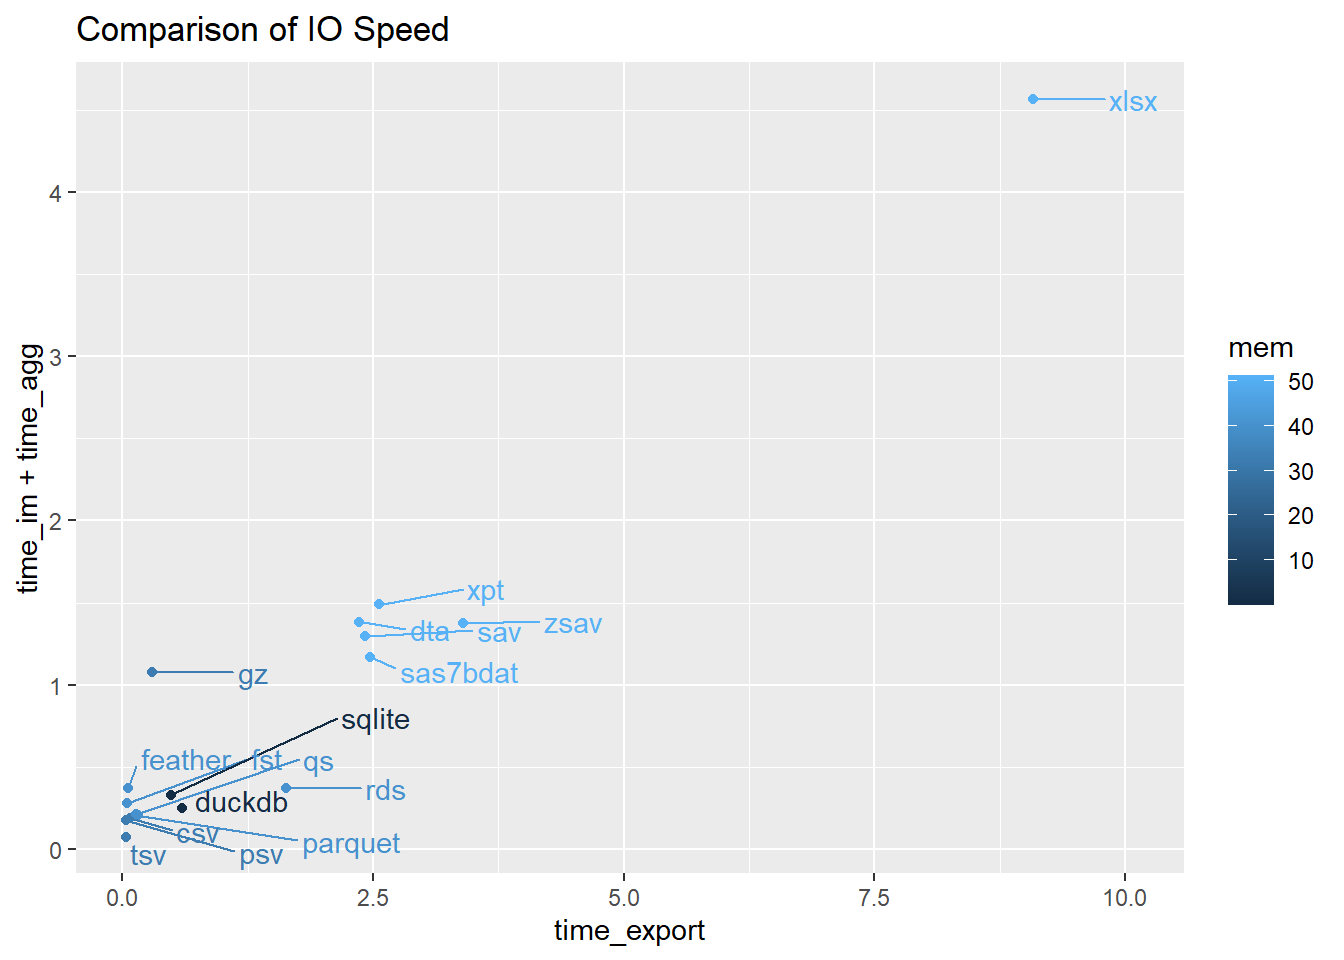 Comparison of IO Speed
xlsx
4
3
2
1
0
time_im + time_agg
xpt
dta
sav
zsav
sas7bdat
gz
sqlite
feather
fst
qs
rds
duckdb
csv
parquet
tsv
psv
0.0
2.5
5.0
7.5
10.0
time_export
mem
50
40
30
20
10